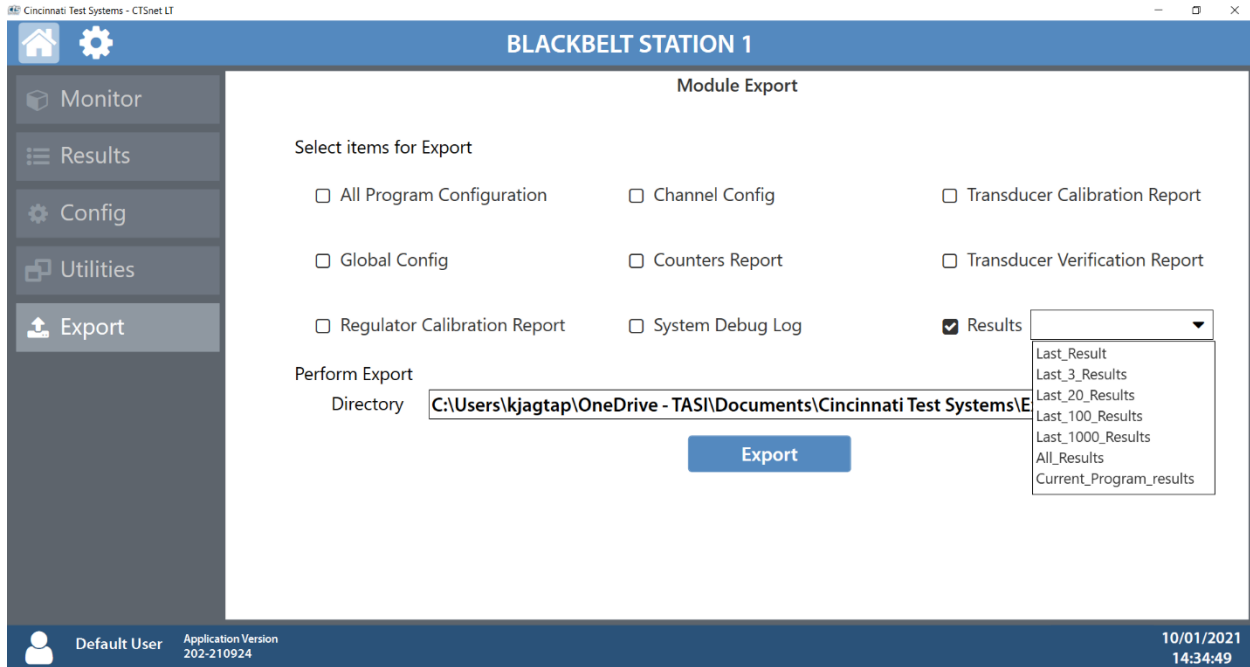 Cincinnati Test Systems - CTSnet LT
BLACKBELT STATION 1
Monitor
Results
Config
Utilities
Export
Module Export
Select items for Export
All Program Configuration
Channel Config
Transducer Calibration Report
Global Config
Counters Report
Transducer Verification Report
Regulator Calibration Report
System Debug Log
Results
Last_Result
Last_3_Results
Last_20_Results
Last_100_Results
Last_1000_Results
All_Results
Current_Program_results
Perform Export
Directory C:\Users\kjagtap\OneDrive - TASI\Documents\Cincinnati Test Systems\E
Export
Default User
Application Version
202-210924
10/01/2021
14:34:49